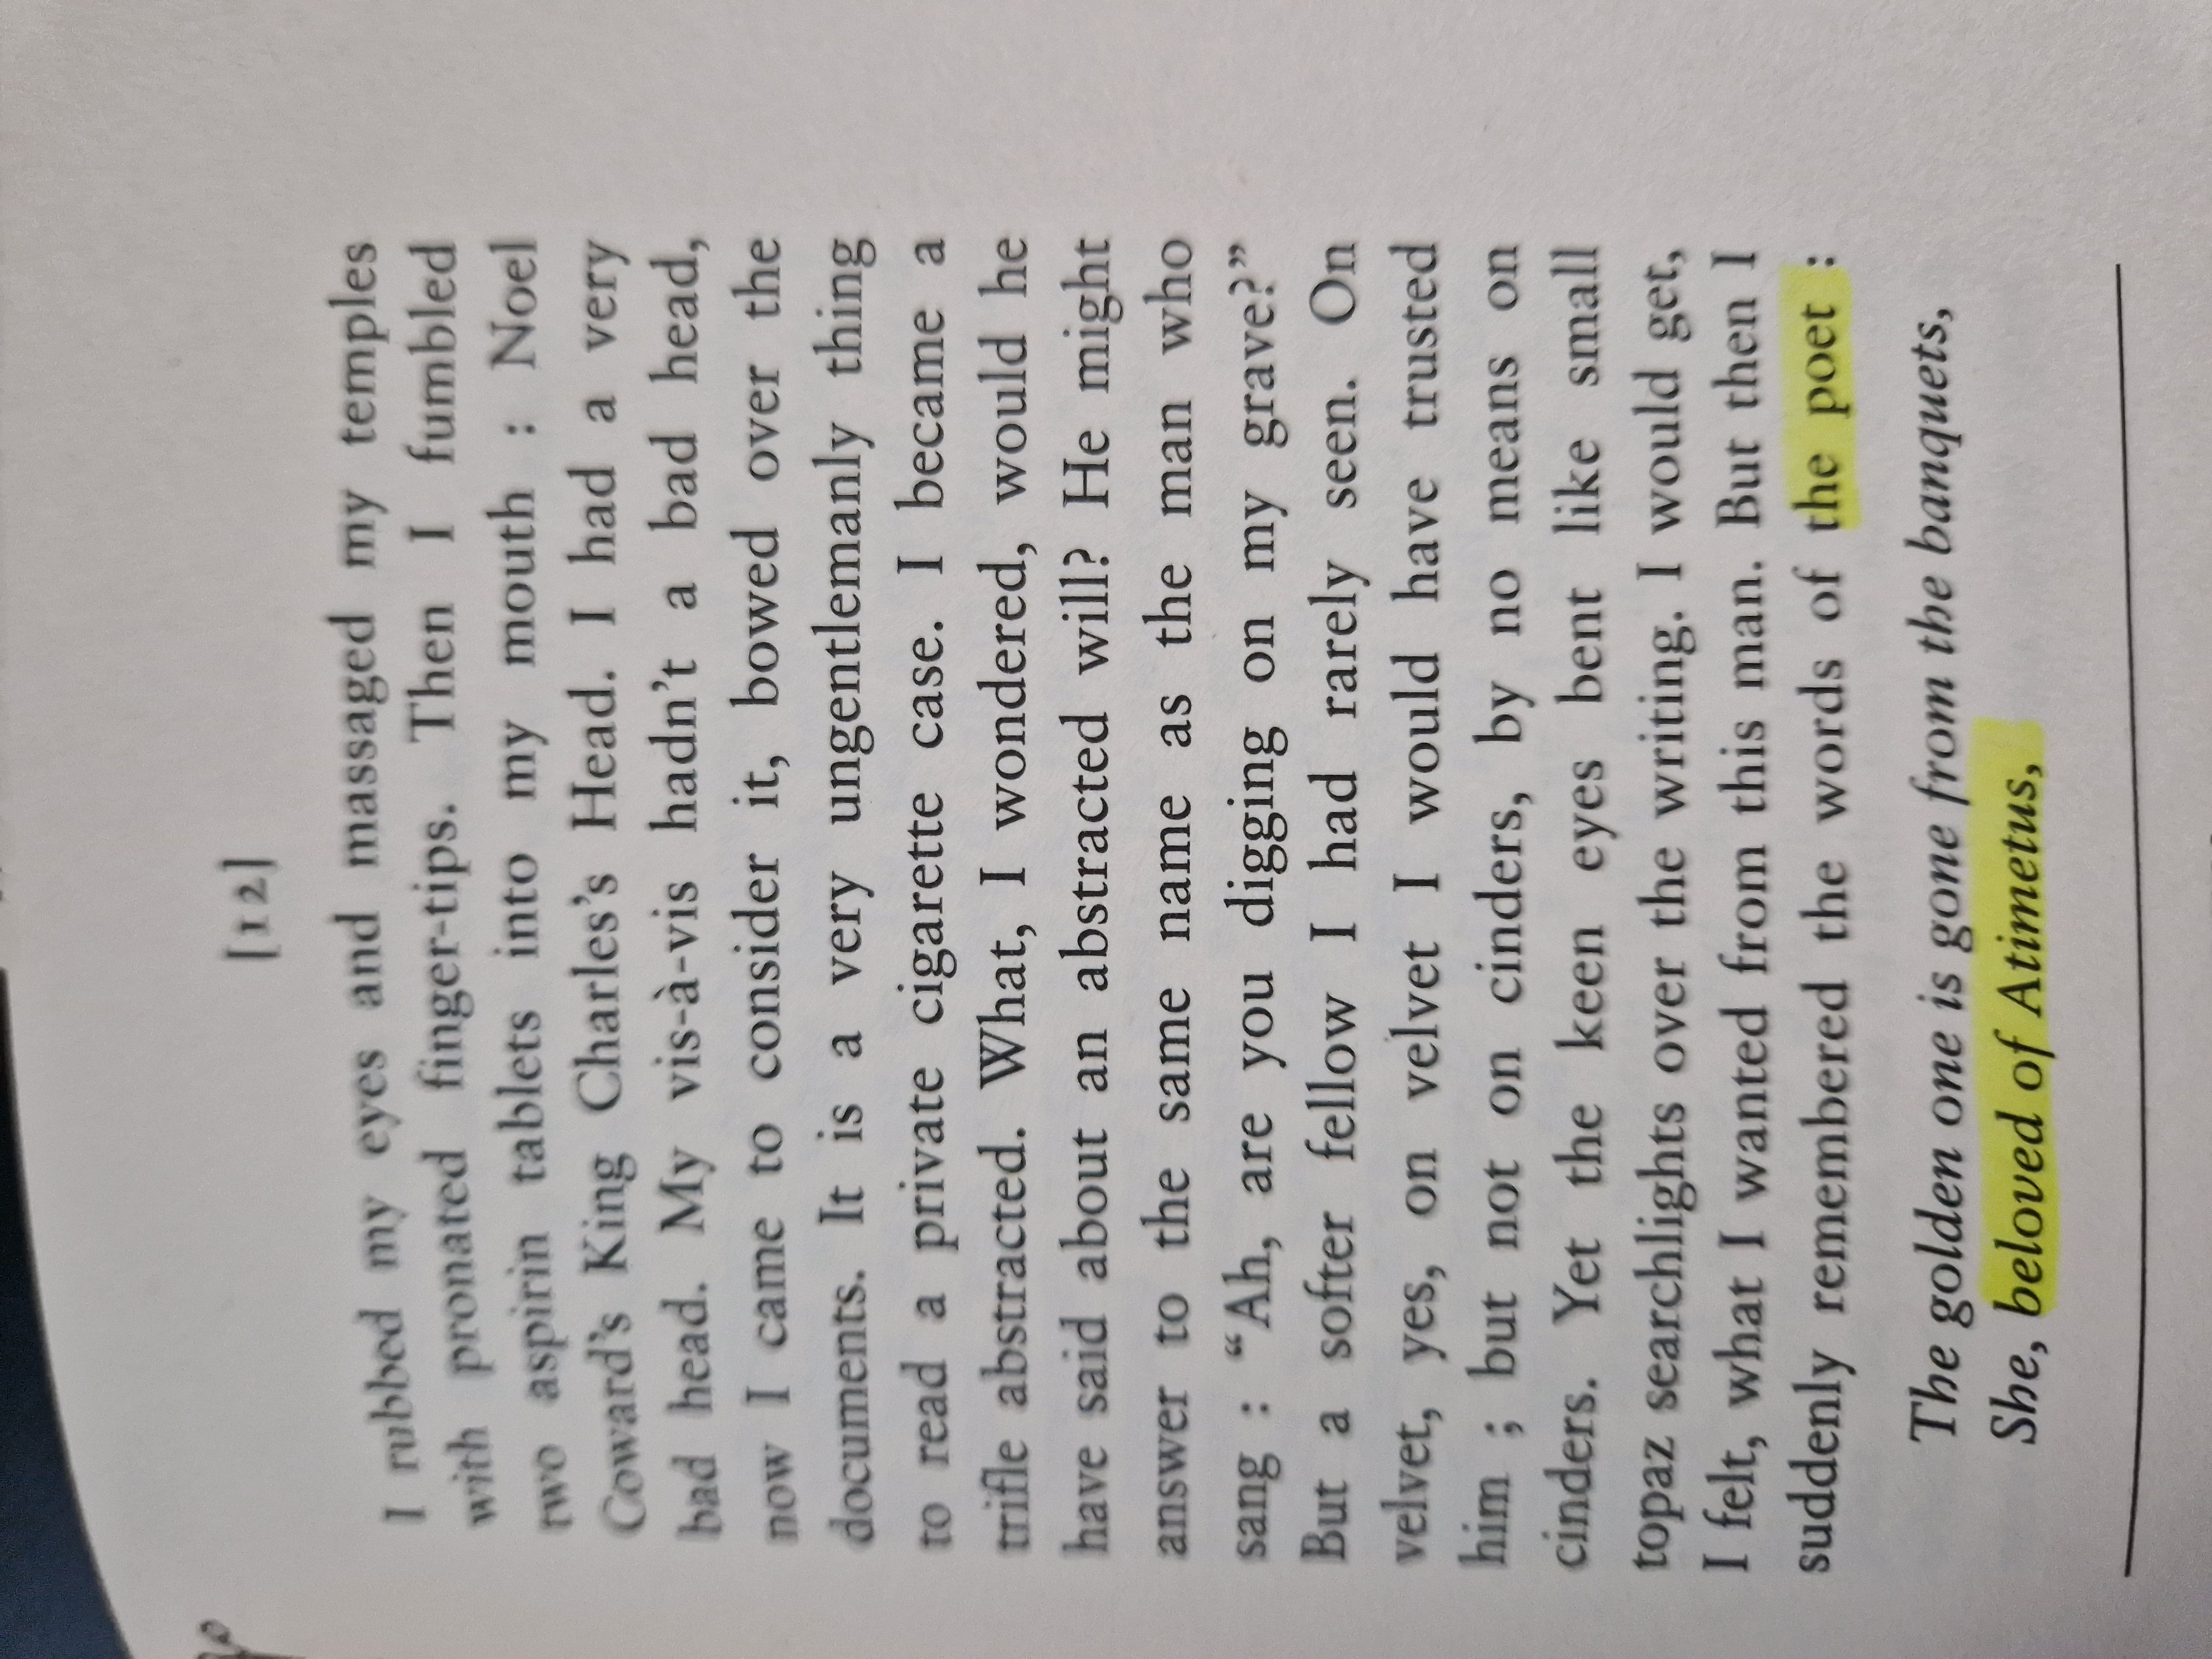 [12]
I rubbed my eyes and massaged my temples
with pronated finger-tips. Then I fumbled
two aspirin tablets into my mouth : Noel
Coward’s King Charles’s Head. I had a very
bad head. My vis-à-vis hadn’t a bad head,
now I came to consider it, bowed over the
documents. It is a very ungentlemanly thing
to read a private cigarette case. I became a
trifle abstracted. What, I wondered, would he
have said about an abstracted will? He might
answer to the same name as the man who
sang : “Ah, are you digging on my grave?”
But a softer fellow I had rarely seen. On
velvet, yes, on velvet I would have trusted
him ; but not on cinders, by no means on
cinders. Yet the keen eyes bent like small
topaz searchlights over the writing. I would get,
I felt, what I wanted from this man. But then I
suddenly remembered the words of the poet :
The golden one is gone from the banquets,
She, beloved of Atimetus,